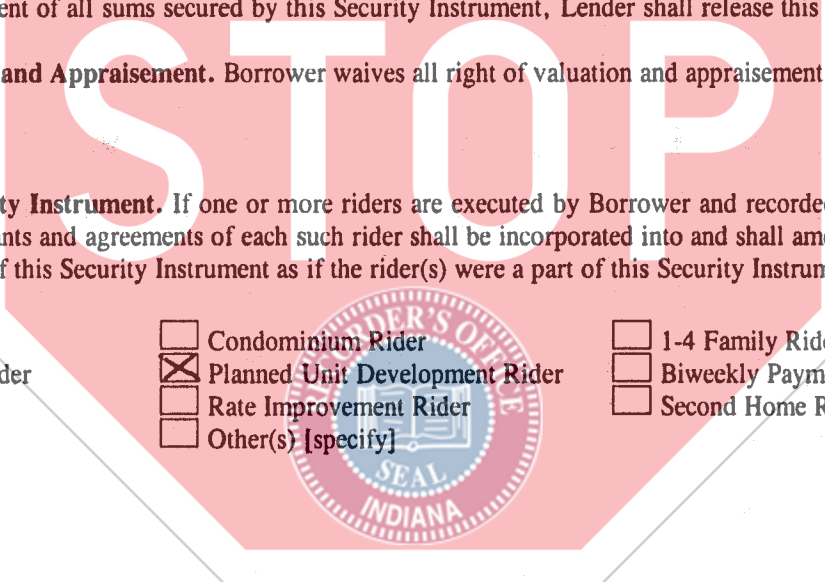 ent of all sums secured by this Security Instrument, Lender shall release this
and Appraisement. Borrower waives all right of valuation and appraisement
STOP
ty Instrument. If one or more riders are executed by Borrower and recorde
nts and agreements of each such rider shall be incorporated into and shall am
f this Security Instrument as if the rider(s) were a part of this Security Instrum
Condominium Rider 1-4 Family Ride
der Planned Unit Development Rider Biweekly Paym
Rate Improvement Rider Second Home R
Other(s) [specify]
RECORDER'S OFFICE
SEAL
INDIANA